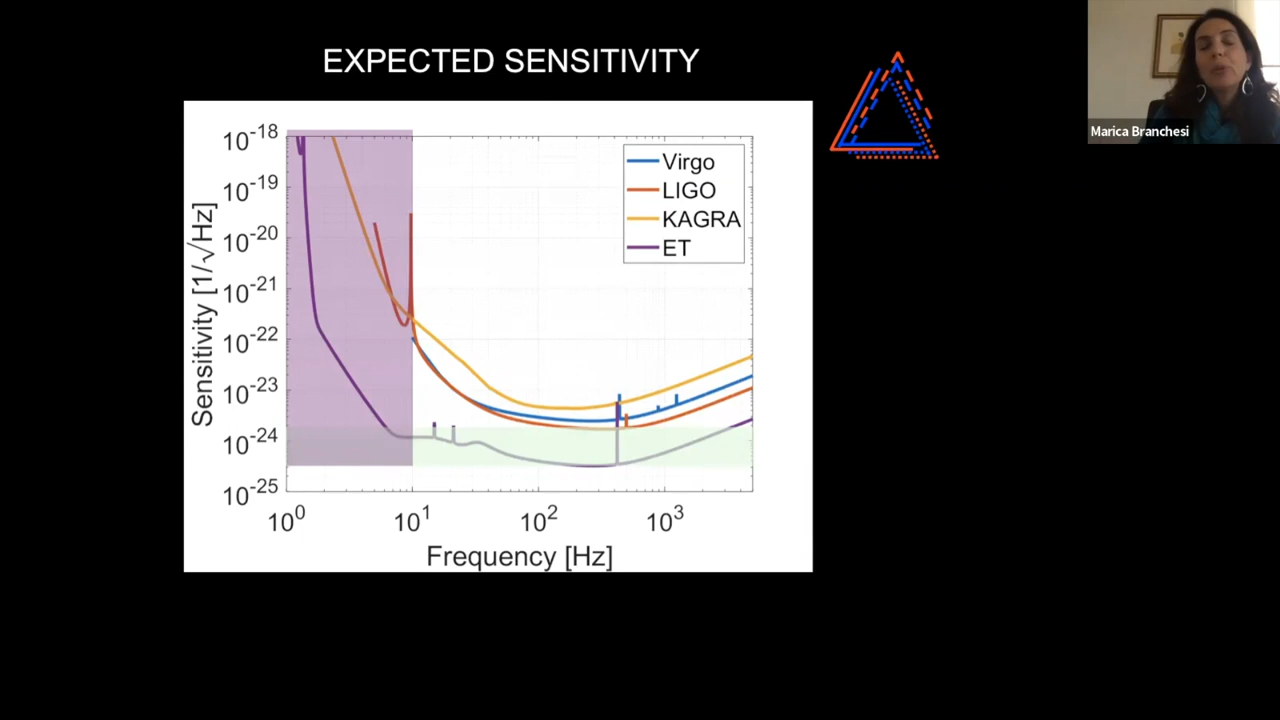 EXPECTED SENSITIVITY
Marica Branchesi
Virgo
LIGO
KAGRA
ET
10^-18
10^-19
10^-20
10^-21
10^-22
10^-23
10^-24
10^-25
Sensitivity [1/√Hz]
10^0 10^1 10^2 10^3
Frequency [Hz]